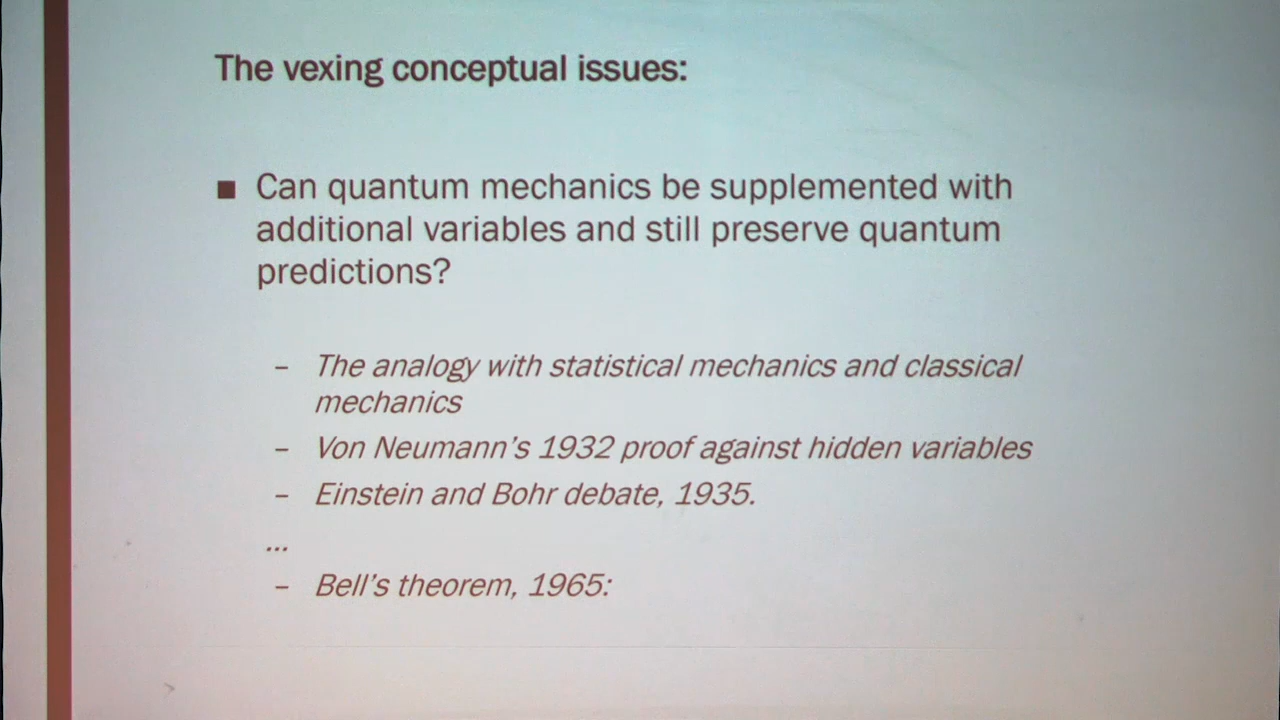 The vexing conceptual issues:
■ Can quantum mechanics be supplemented with
additional variables and still preserve quantum
predictions?
– The analogy with statistical mechanics and classical
mechanics
– Von Neumann's 1932 proof against hidden variables
– Einstein and Bohr debate, 1935.
...
– Bell's theorem, 1965: